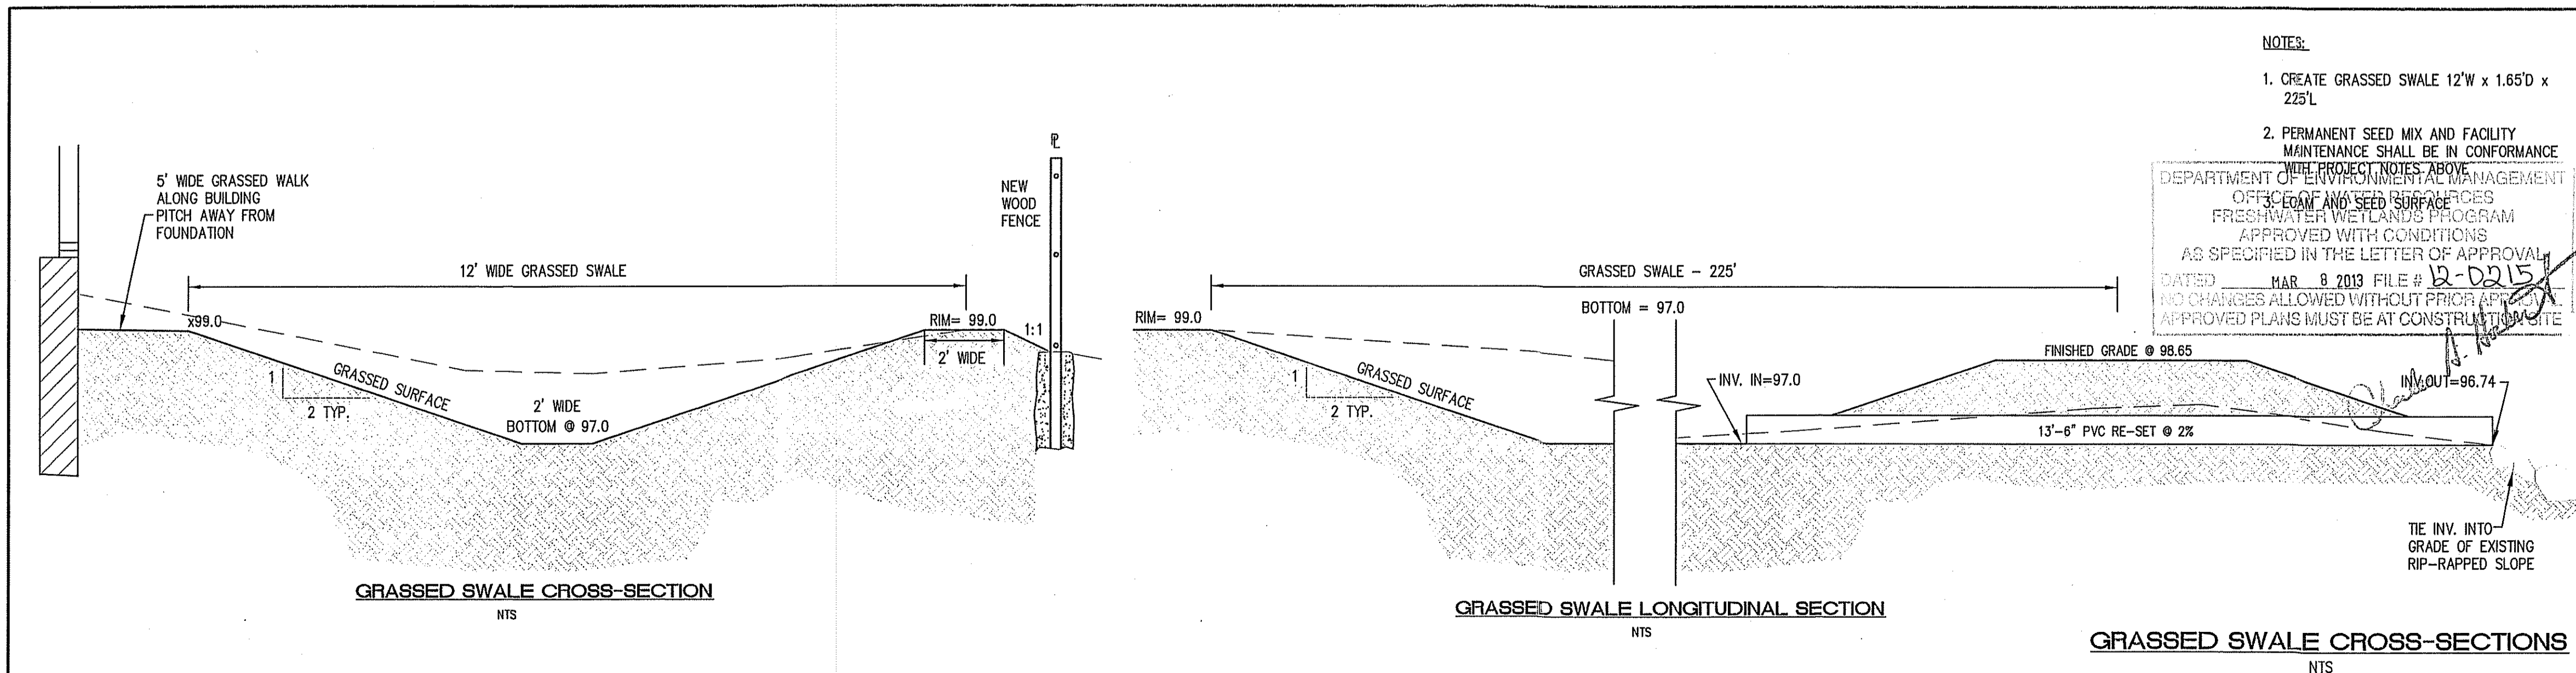 NOTES:
1. CREATE GRASSED SWALE 12'W x 1.65'D x
225'L
2. PERMANENT SEED MIX AND FACILITY
MAINTENANCE SHALL BE IN CONFORMANCE
WITH PROJECT NOTES ABOVE
3. LOAM AND SEED SURFACE
DEPARTMENT OF ENVIRONMENTAL MANAGEMENT
OFFICE OF WATER RESOURCES
FRESHWATER WETLANDS PROGRAM
APPROVED WITH CONDITIONS
AS SPECIFIED IN THE LETTER OF APPROVAL
DATED MAR 8 2013 FILE # 12-0215
NO CHANGES ALLOWED WITHOUT PRIOR APPROVAL
APPROVED PLANS MUST BE AT CONSTRUCTION SITE
5' WIDE GRASSED WALK
ALONG BUILDING
PITCH AWAY FROM
FOUNDATION
12' WIDE GRASSED SWALE
x99.0
1
2 TYP.
GRASSED SURFACE
2' WIDE
BOTTOM @ 97.0
RIM= 99.0
2' WIDE
1:1
NEW
WOOD
FENCE
PL
GRASSED SWALE CROSS-SECTION
NTS
GRASSED SWALE - 225'
BOTTOM = 97.0
RIM= 99.0
1
2 TYP.
GRASSED SURFACE
INV. IN=97.0
FINISHED GRADE @ 98.65
INV.OUT=96.74
13'-6" PVC RE-SET @ 2%
TIE INV. INTO
GRADE OF EXISTING
RIP-RAPPED SLOPE
GRASSED SWALE LONGITUDINAL SECTION
NTS
GRASSED SWALE CROSS-SECTIONS
NTS